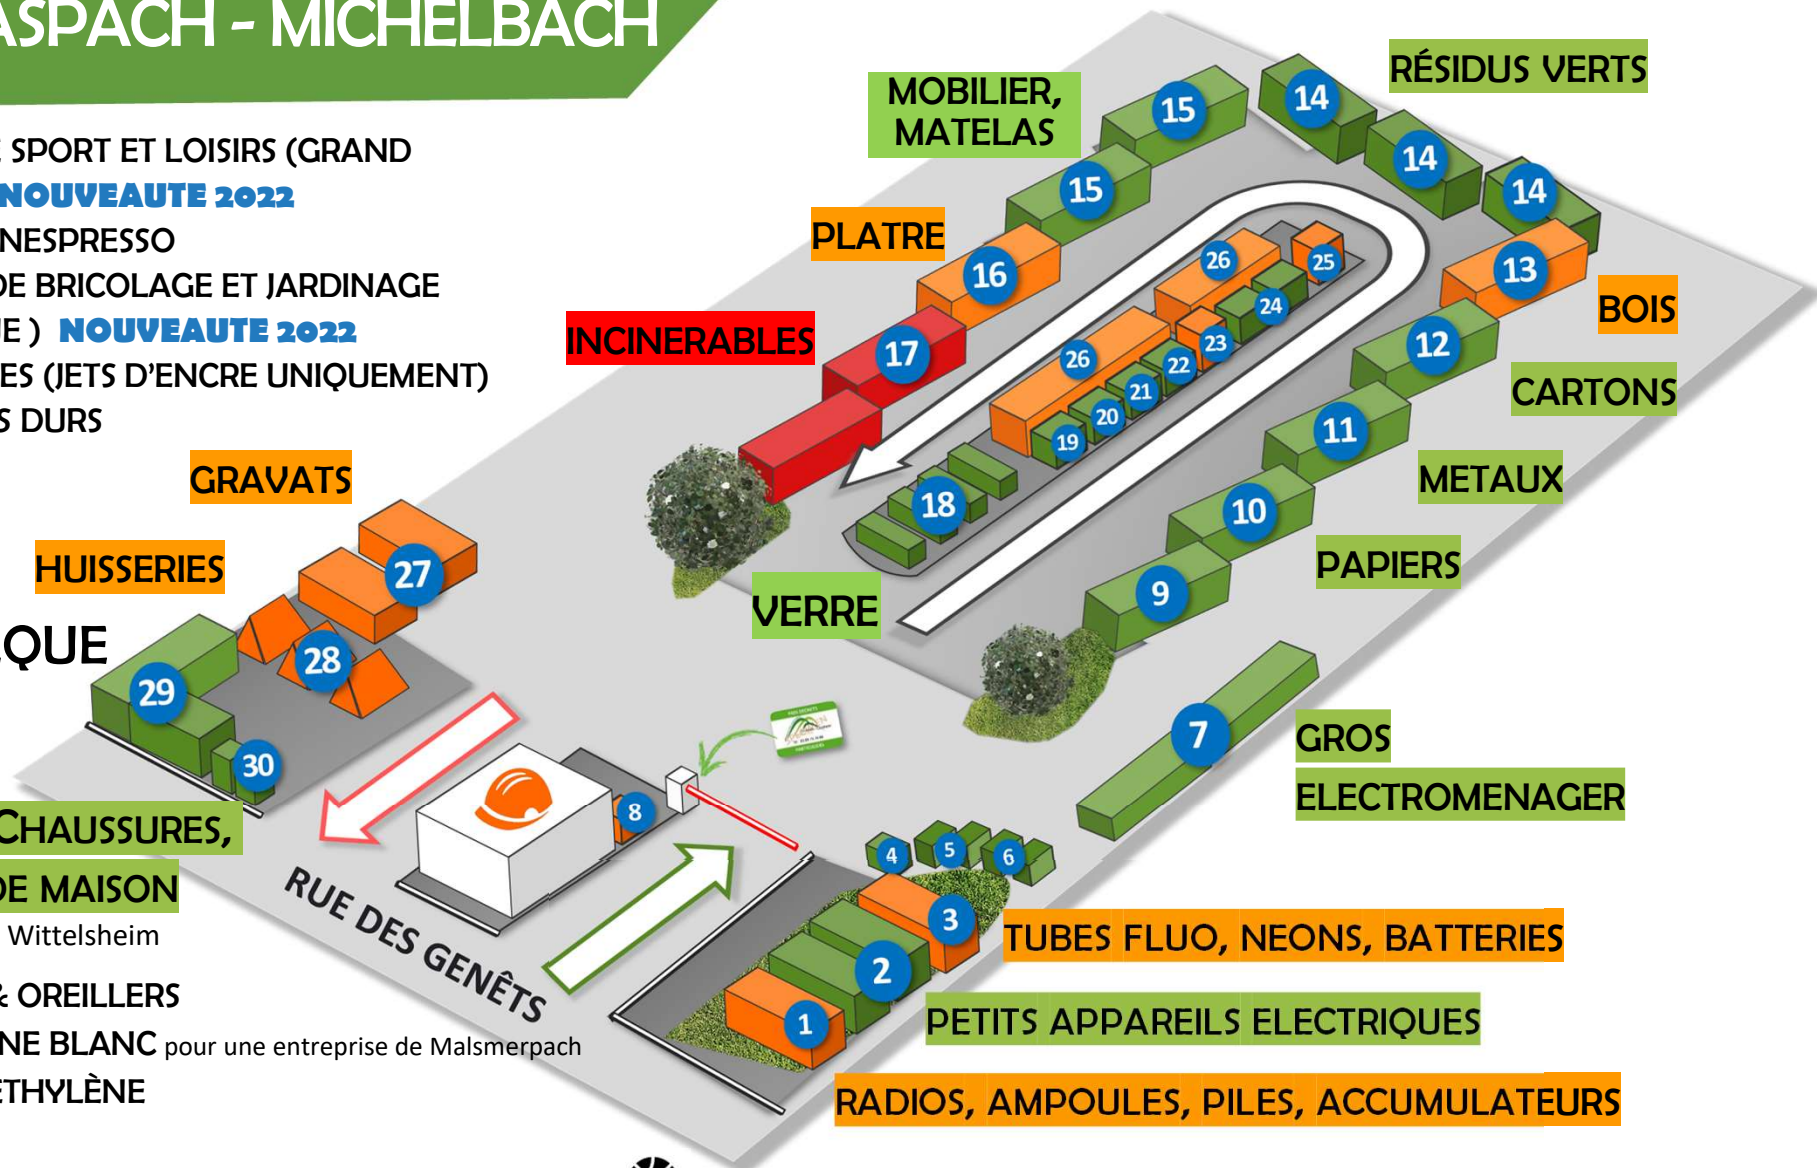 ASPACH - MICHELBACH
SPORT ET LOISIRS (GRAND
NOUVEAUTE 2022
NESPRESSO
DE BRICOLAGE ET JARDINAGE
UE ) NOUVEAUTE 2022
ES (JETS D'ENCRE UNIQUEMENT)
S DURS
RÉSIDUS VERTS
MOBILIER,
MATELAS
PLATRE
INCINERABLES
BOIS
CARTONS
METAUX
PAPIERS
GRAVATS
HUISSERIES
VERRE
QUE
GROS
ELECTROMENAGER
CHAUSSURES,
DE MAISON
Wittelsheim
& OREILLERS
NE BLANC pour une entreprise de Malsmerpach
ETHYLÈNE
RUE DES GENÊTS
TUBES FLUO, NEONS, BATTERIES
PETITS APPAREILS ELECTRIQUES
RADIOS, AMPOULES, PILES, ACCUMULATEURS
15
14
15
14
14
16
26
25
13
24
12
17
23
26
22
21
20
11
19
18
10
9
27
28
29
30
7
8
4
5
6
3
2
1